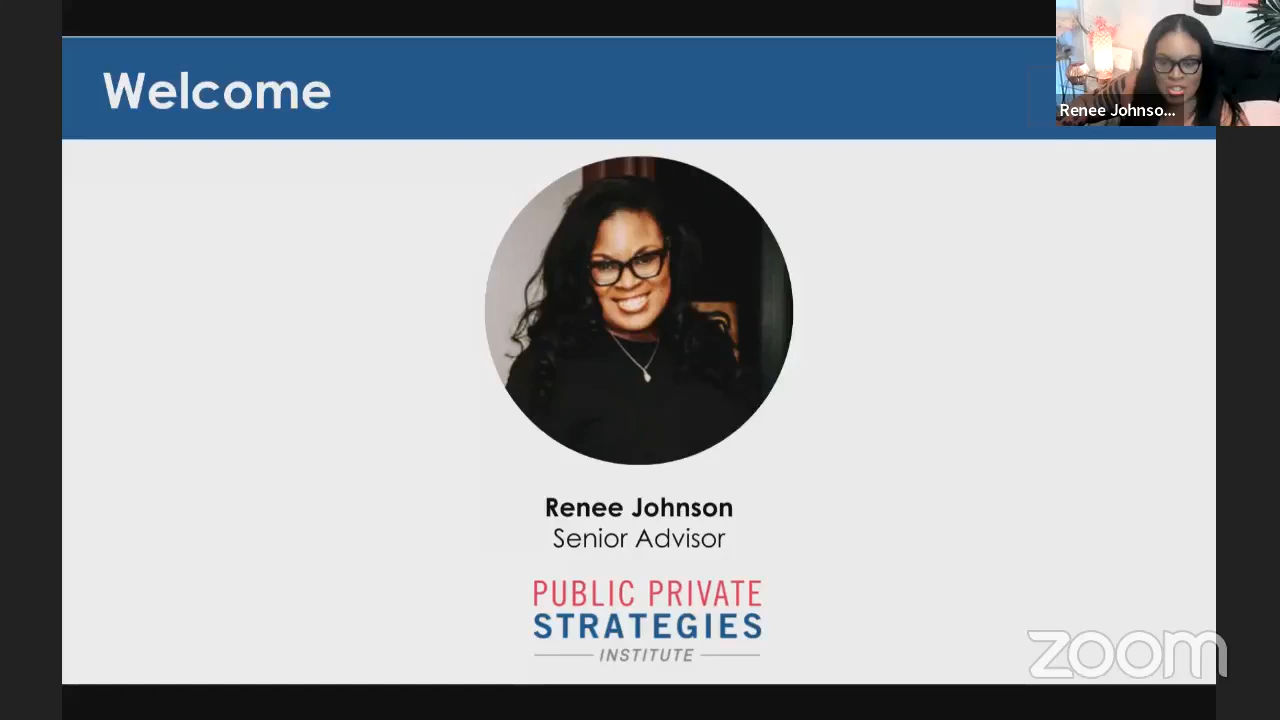 Welcome
Renee Johnso...
Renee Johnson
Senior Advisor
PUBLIC PRIVATE
STRATEGIES
INSTITUTE
zoom